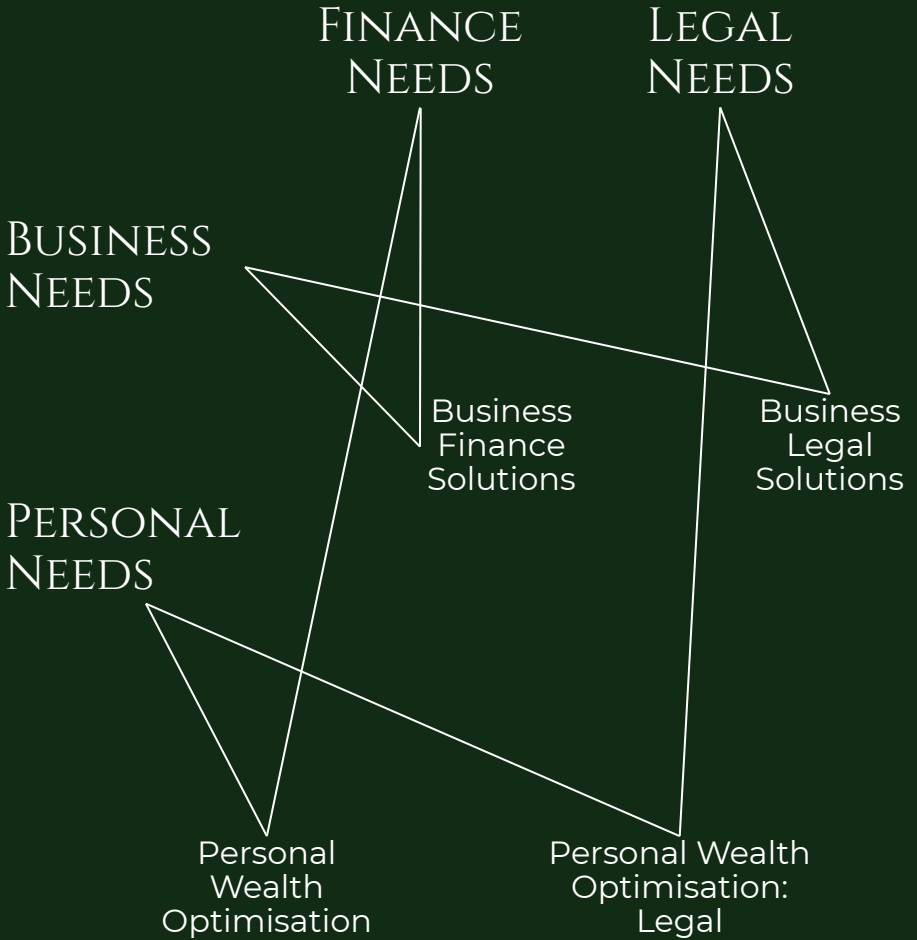 FINANCE
NEEDS
LEGAL
NEEDS
BUSINESS
NEEDS
Business
Finance
Solutions
Business
Legal
Solutions
PERSONAL
NEEDS
Personal
Wealth
Optimisation
Personal Wealth
Optimisation:
Legal